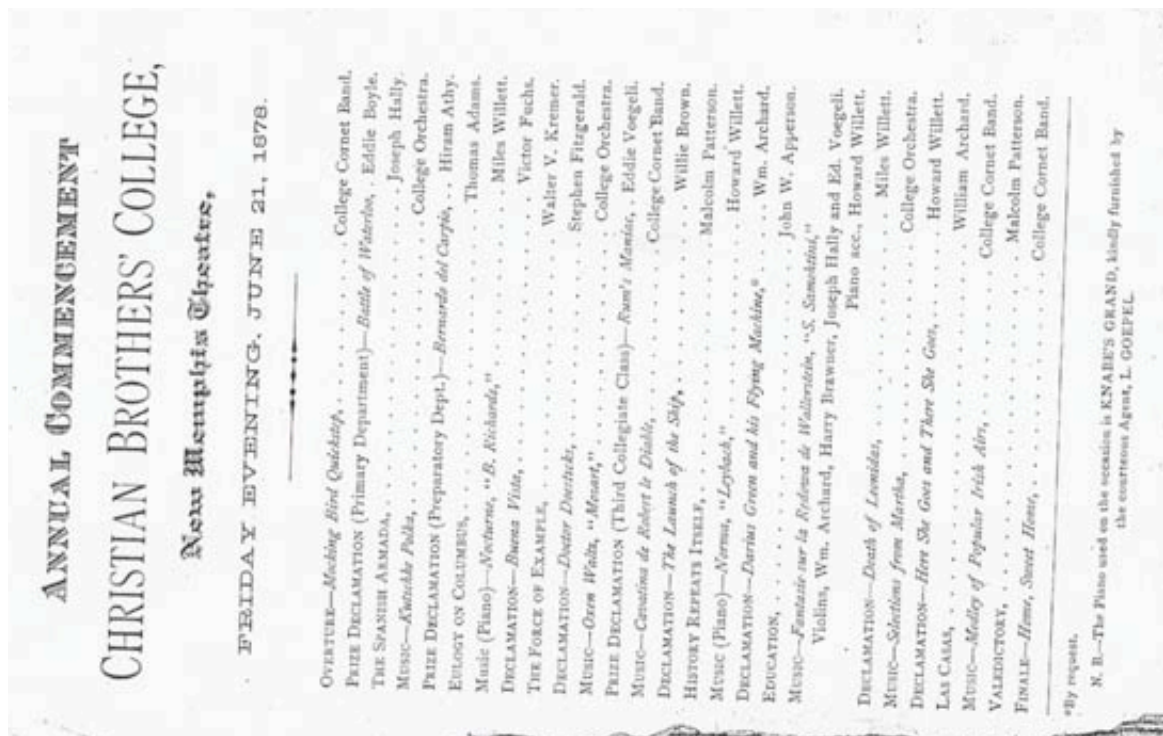 ANNUAL COMMENCEMENT
CHRISTIAN BROTHERS' COLLEGE,
New Memphis Theatre,
FRIDAY EVENING. JUNE 21, 1878.
OVERTURE—Mocking Bird Quickstep, . . . . . . . . . . College Cornet Band.
PRIZE DECLAMATION (Primary Department)—Battle of Waterloo, . Eddie Boyle.
THE SPANISH ARMADA, . . . . . . . . . . Joseph Hally.
MUSIC—Kutschke Polka, . . . . . . . . . . College Orchestra.
PRIZE DECLAMATION (Preparatory Dept.)—Bernardo del Carpio, . . Hiram Athy.
EULOGY ON COLUMBUS, . . . . . . . . . . Thomas Adams.
Music (Piano)—Nocturne, "B. Richards," . . . . . . . Miles Willett.
DECLAMATION—Buena Vista, . . . . . . . . . . Victor Fuchs.
THE FORCE OF EXAMPLE, . . . . . . . . . . Walter V. Kremer.
DECLAMATION—Doctor Doesticks, . . . . . . . . Stephen Fitzgerald.
MUSIC—Oxen Waltz, "Mozart," . . . . . . . . College Orchestra.
PRIZE DECLAMATION (Third Collegiate Class)—Rum's Maniac, . Eddie Voegeli.
MUSIC—Cavatina de Robert le Diable, . . . . . . College Cornet Band.
DECLAMATION—The Launch of the Ship, . . . . . . Willie Brown.
HISTORY REPEATS ITSELF, . . . . . . . . Malcolm Patterson.
MUSIC (Piano)—Norma, "Leybach," . . . . . . . Howard Willett.
DECLAMATION—Darius Green and his Flying Machine,* . . . Wm. Archard.
EDUCATION, . . . . . . . . . . John W. Apperson.
MUSIC—Fantasie sur la Redowa de Wallerstein,
Violins, Wm. Archard, Harry Brawner, Joseph Hally and Ed. Voegeli.
Piano acc., Howard Willett.
DECLAMATION—Death of Leonidas, . . . . . . . . Miles Willett.
MUSIC—Selections from Martha, . . . . . . . College Orchestra.
DECLAMATION—Here She Goes and There She Goes, . . . . Howard Willett.
LAS CASAS, . . . . . . . . . . William Archard.
MUSIC—Medley of Popular Irish Airs, . . . . . . College Cornet Band.
VALEDICTORY, . . . . . . . . . . Malcolm Patterson.
FINALE—Home, Sweet Home, . . . . . . . . College Cornet Band.
*By request.
N. B.—The Piano used on the occasion is KNABE'S GRAND, kindly furnished by
the courteous Agent, L. GOEPEL.